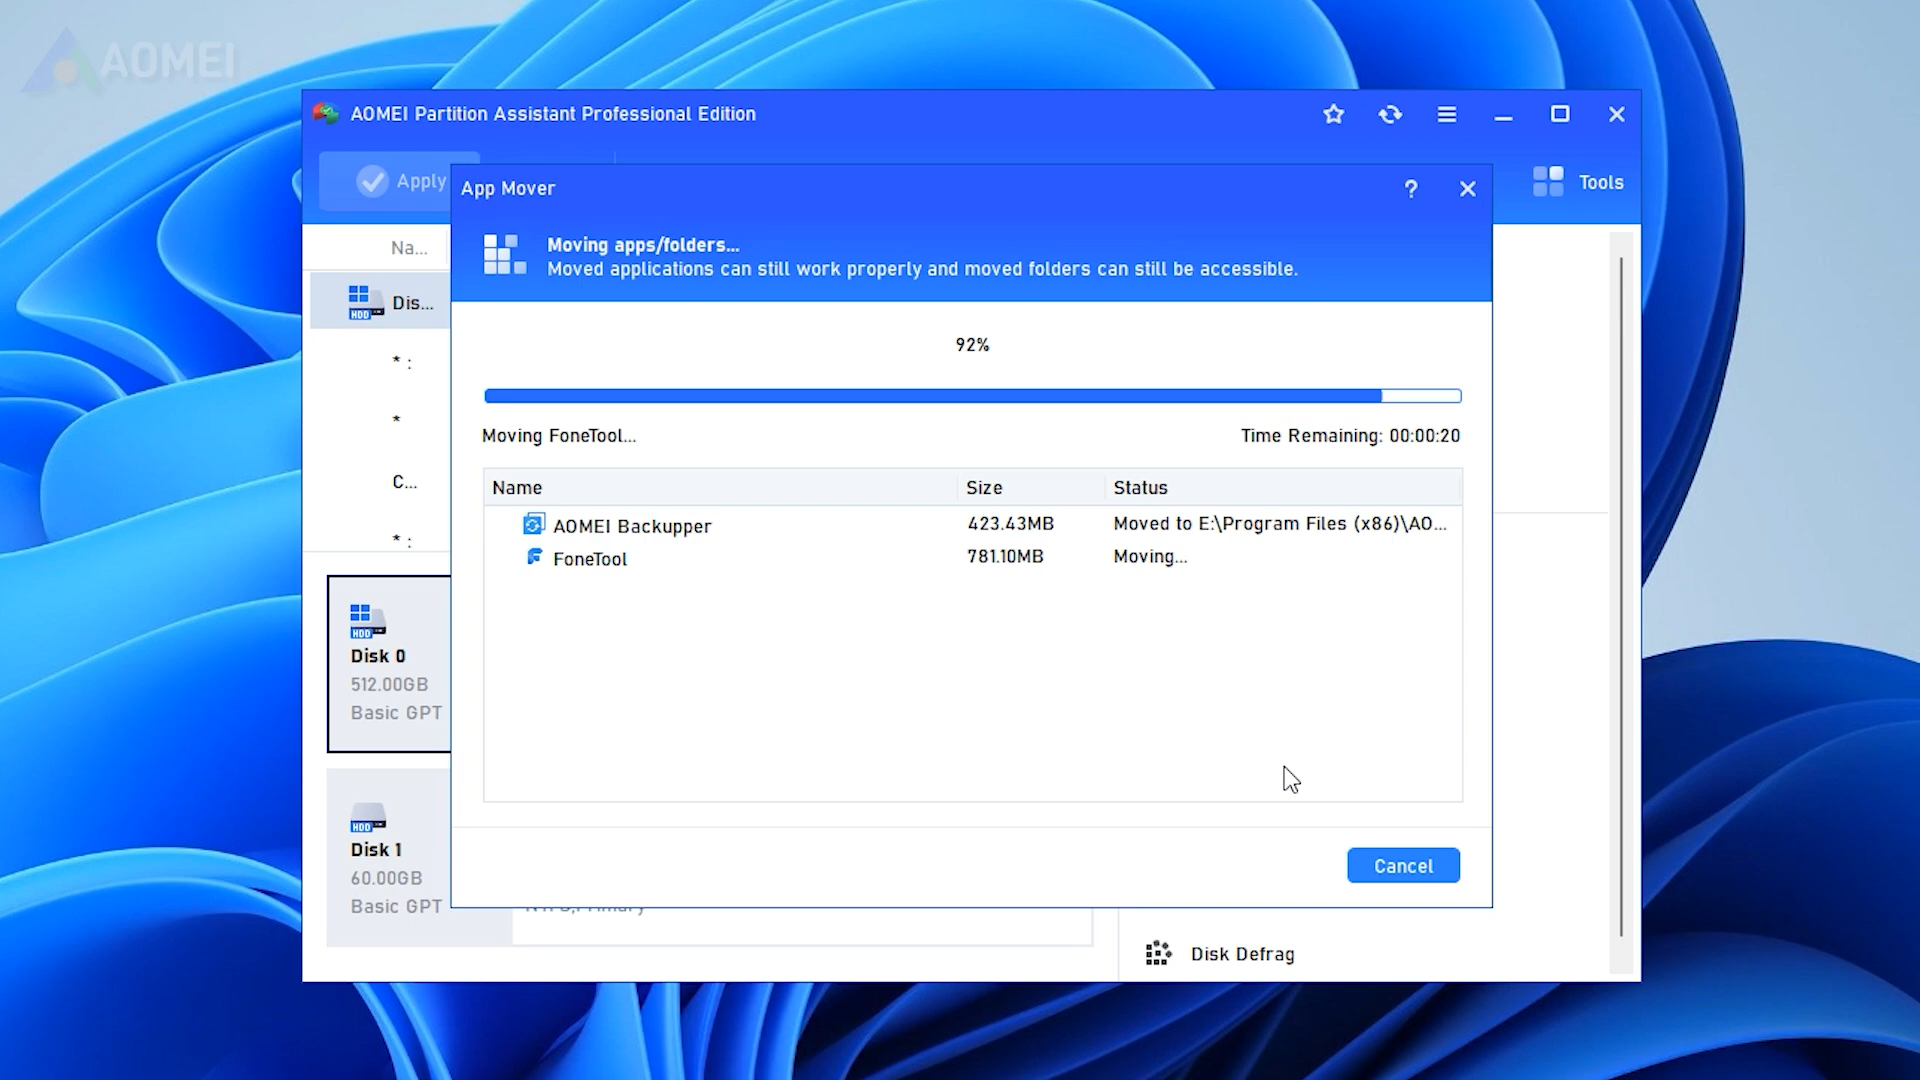 AOMEI
AOMEI Partition Assistant Professional Edition
Apply
Tools
App Mover
?
Moving apps/folders...
Moved applications can still work properly and moved folders can still be accessible.
Na...
HDD
Dis...
* :
*
C...
* :
92%
Moving FoneTool...
Time Remaining: 00:00:20
Name Size Status
AOMEI Backupper 423.43MB Moved to E:\Program Files (x86)\AO...
FoneTool 781.10MB Moving...
HDD
Disk 0
512.00GB
Basic GPT
HDD
Disk 1
60.00GB
Basic GPT
Cancel
Disk Defrag